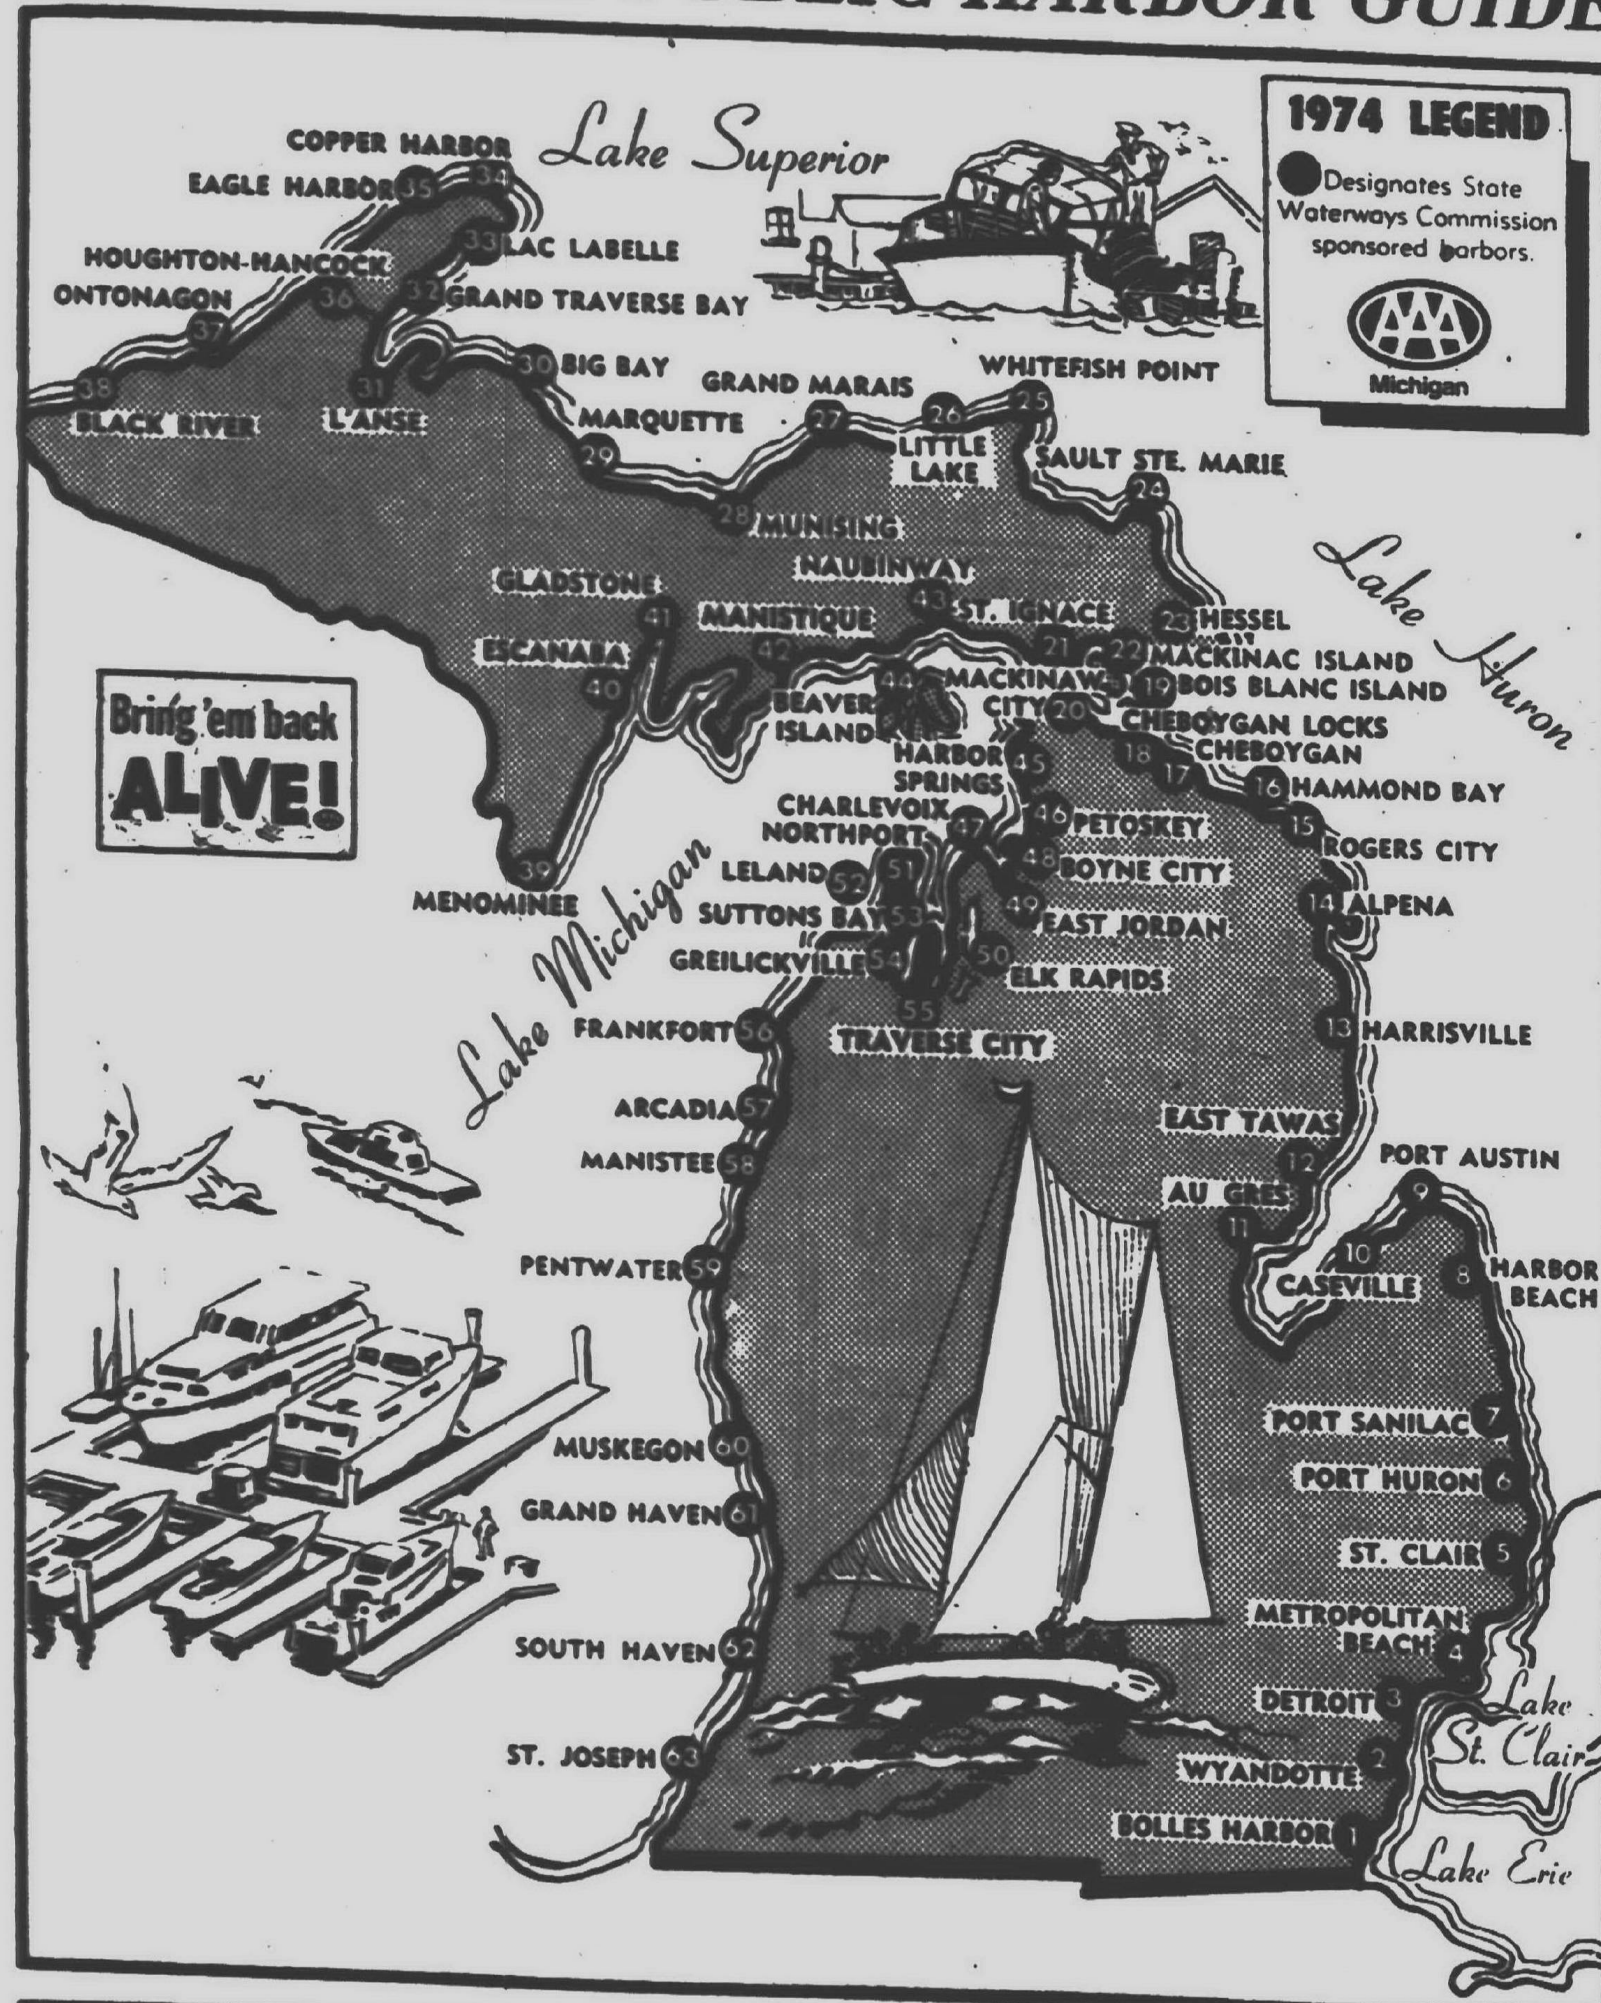 HARBOR GUIDE
1974 LEGEND
Designates State
Waterways Commission
sponsored harbors.
AAA
Michigan
Lake Superior
COPPER HARBOR
34
EAGLE HARBOR 35
33 LAC LABELLE
HOUGHTON-HANCOCK
36
32 GRAND TRAVERSE BAY
ONTONAGON
37
38
BLACK RIVER
31
L'ANSE
30 BIG BAY
MARQUETTE
29
GRAND MARAIS
27
WHITEFISH POINT
25
26
LITTLE
LAKE
SAULT STE. MARIE
24
28 MUNISING
Lake Huron
NAUBINWAY
43
GLADSTONE
41
MANISTIQUE
42
ST. IGNACE
21
23 HESSEL
22 MACKINAC ISLAND
ESCANABA
40
44
BEAVER
ISLAND
MACKINAW
CITY 20
19 BOIS BLANC ISLAND
CHEBOYGAN LOCKS
18
CHEBOYGAN
17
Bring 'em back
ALIVE!
HARBOR
SPRINGS
45
16 HAMMOND BAY
CHARLEVOIX
47
NORTHPORT
51
46 PETOSKEY
15
ROGERS CITY
39
MENOMINEE
Lake Michigan
LELAND 52
48 BOYNE CITY
SUTTONS BAY 53
49
EAST JORDAN
14 ALPENA
GREILICKVILLE 54
50
ELK RAPIDS
55
TRAVERSE CITY
FRANKFORT 56
13 HARRISVILLE
ARCADIA 57
EAST TAWAS
12
MANISTEE 58
PORT AUSTIN
9
AU GRES
11
10
CASEVILLE
8 HARBOR
BEACH
PENTWATER 59
PORT SANILAC 7
MUSKEGON 60
PORT HURON 6
GRAND HAVEN 61
ST. CLAIR 5
METROPOLITAN
BEACH 4
SOUTH HAVEN 62
DETROIT 3
Lake
St. Clair
ST. JOSEPH 63
WYANDOTTE 2
BOLLES HARBOR 1
Lake Erie